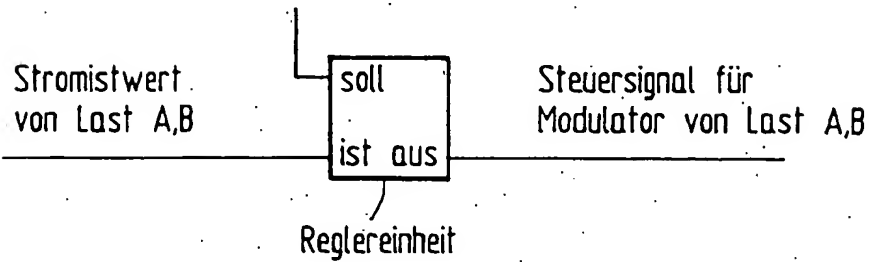 Stromistwert
von Last A,B
soll
ist aus
Steuersignal für
Modulator von Last A,B
Reglereinheit